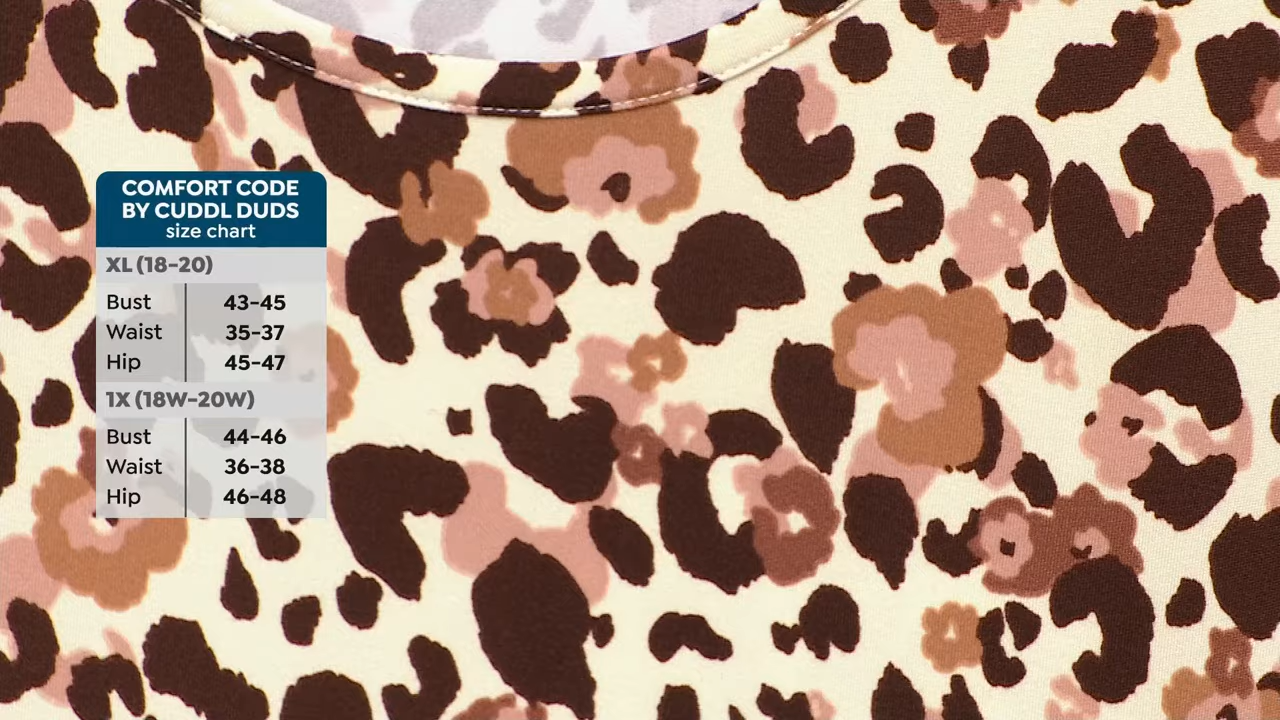 COMFORT CODE
BY CUDDL DUDS
size chart
XL (18-20)
Bust 43-45
Waist 35-37
Hip 45-47
1X (18W-20W)
Bust 44-46
Waist 36-38
Hip 46-48